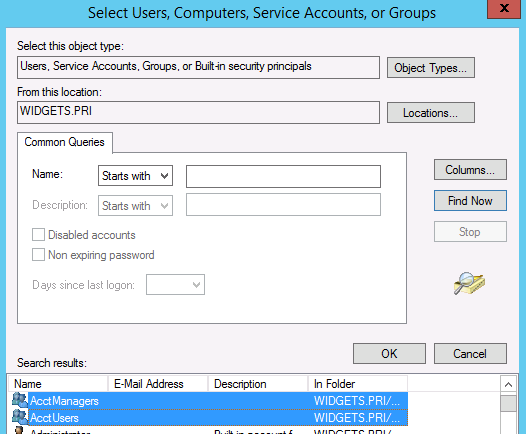 Select Users, Computers, Service Accounts, or Groups
x
Select this object type:
Users, Service Accounts, Groups, or Built-in security principals
Object Types...
From this location:
WIDGETS.PRI
Locations...
Common Queries
Name:
Starts with
Columns...
Description:
Starts with
Find Now
Disabled accounts
Stop
Non expiring password
Days since last logon:
OK
Cancel
Search results:
Name E-Mail Address Description In Folder
AcctManagers WIDGETS.PRI/...
AcctUsers WIDGETS.PRI/...
Administrator Built-in account f... WIDGETS.PRI/...